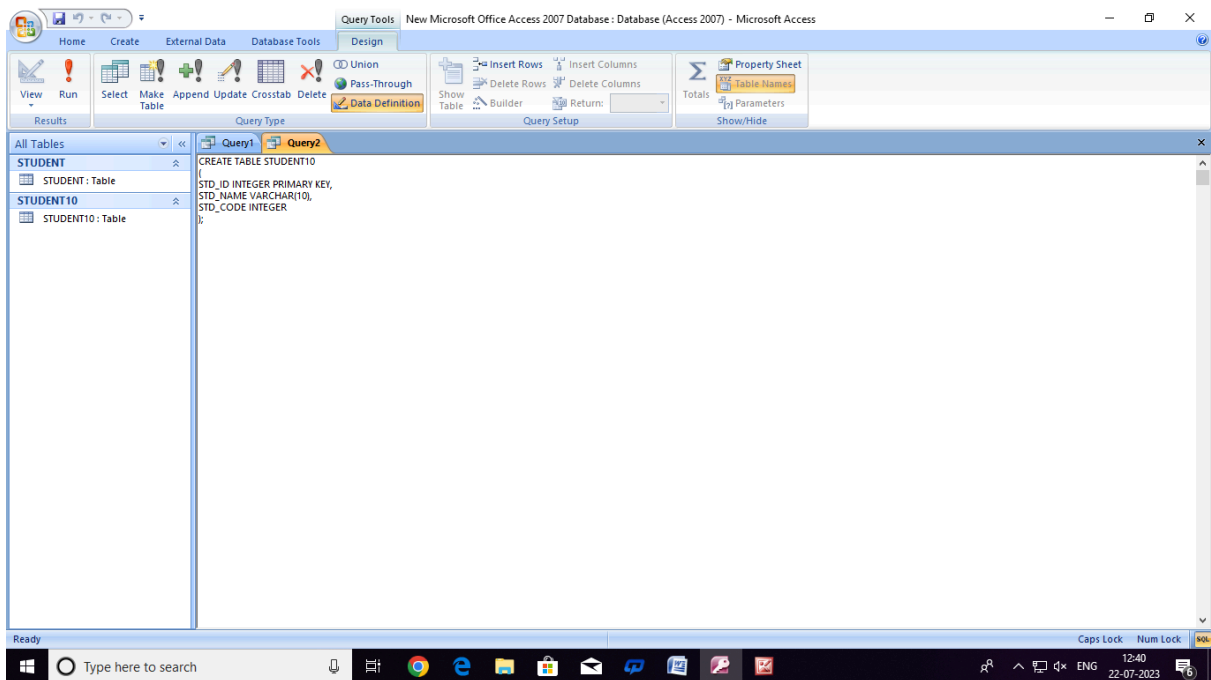 Query Tools New Microsoft Office Access 2007 Database : Database (Access 2007) - Microsoft Access
Home Create External Data Database Tools Design
View Run Select Make Table Append Update Crosstab Delete
Union
Pass-Through
Data Definition
Show Table
Insert Rows Insert Columns
Delete Rows Delete Columns
Builder Return:
Totals
Property Sheet
Table Names
Parameters
Results Query Type Query Setup Show/Hide
All Tables
Query1 Query2
STUDENT
STUDENT : Table
STUDENT10
STUDENT10 : Table
CREATE TABLE STUDENT10
(
STD_ID INTEGER PRIMARY KEY,
STD_NAME VARCHAR(10),
STD_CODE INTEGER
);
Ready Caps Lock Num Lock SQL
Type here to search
ENG
12:40
22-07-2023
6